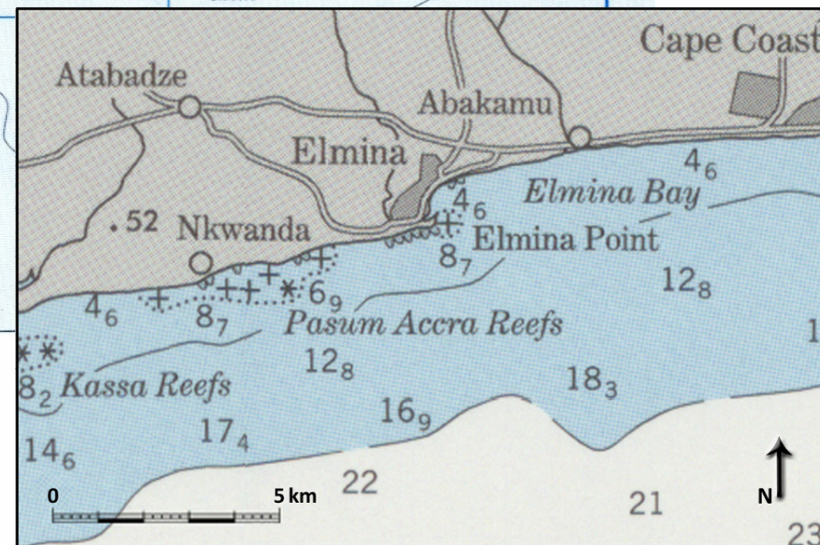 Cape Coast
Atabadze
Abakamu
Elmina
4₆
Elmina Bay
4₆
. 52
Nkwanda
Elmina Point
8₇
12₈
6₉
4₆
8₇
Pasum Accra Reefs
12₈
18₃
8₂
Kassa Reefs
16₉
17₄
14₆
22
21
0
5 km
N
23